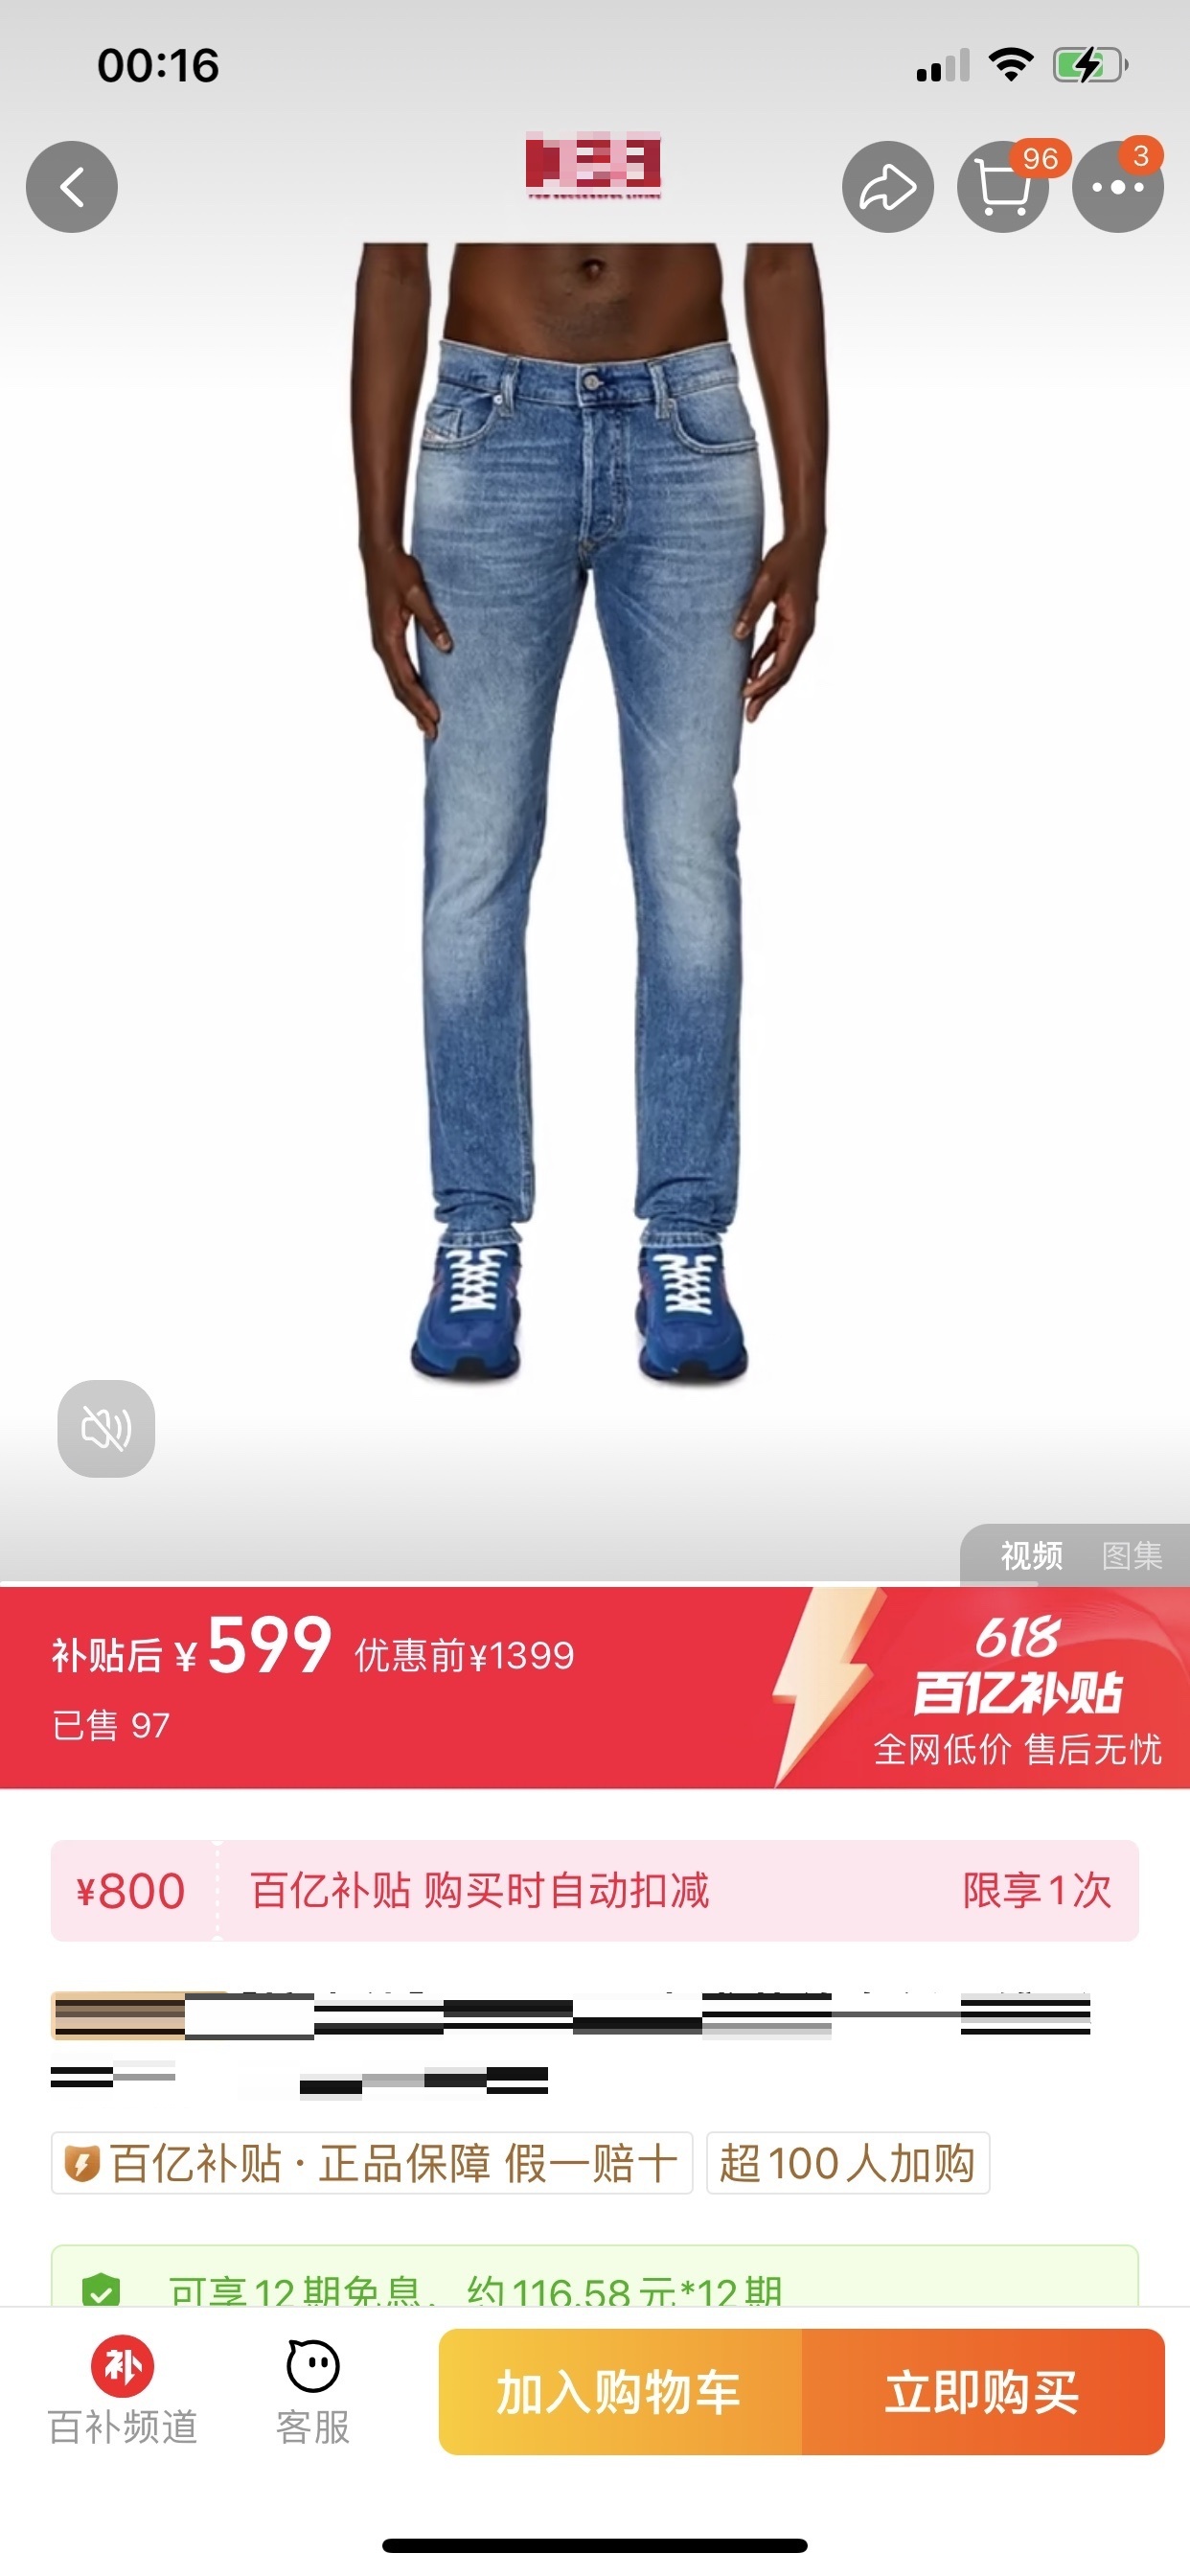 00:16
96
3
视频 图集
补贴后 ¥599 优惠前¥1399
已售 97
618
百亿补贴
全网低价 售后无忧
¥800 百亿补贴 购买时自动扣减 限享1次
百亿补贴·正品保障 假一赔十 超100人加购
可享12期免息，约116.58元*12期
补
百补频道 客服 加入购物车 立即购买